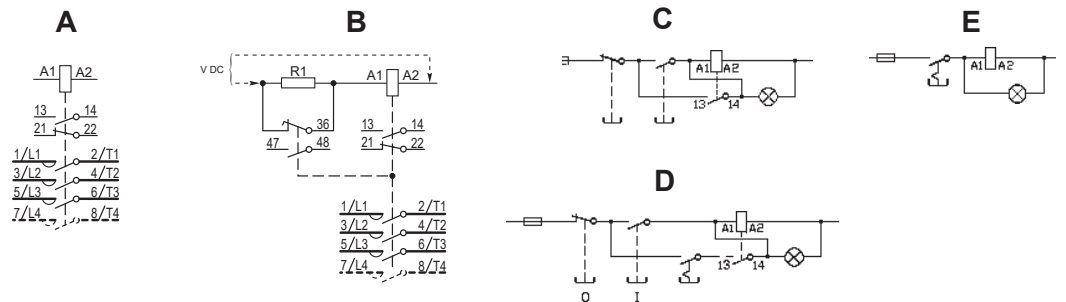 A
A1 A2
13 14
21 22
1/L1 2/T1
3/L2 4/T2
5/L3 6/T3
7/L4 8/T4
B
V DC
R1
A1 A2
36
47 48
13 14
21 22
1/L1 2/T1
3/L2 4/T2
5/L3 6/T3
7/L4 8/T4
C
A1 A2
13 14
D
A1 A2
13 14
O I
E
A1 A2